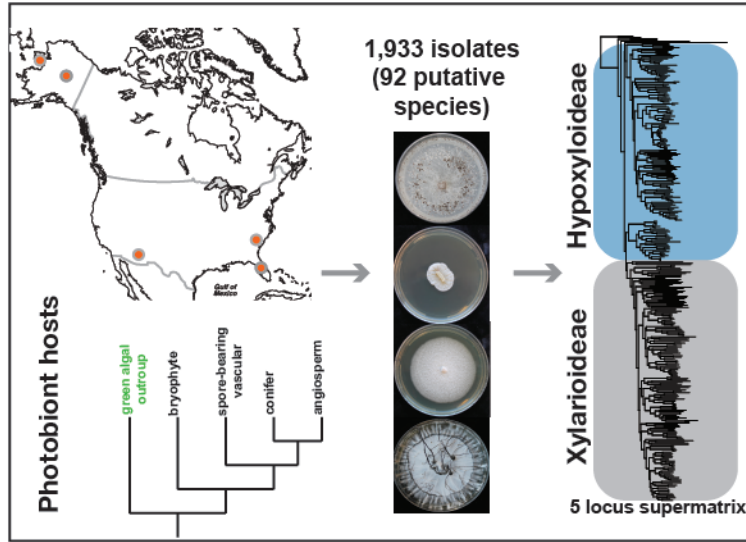 1,933 isolates
(92 putative
species)
Gulf of
Mexico
Photobiont hosts
green algal
outroup
bryophyte
spore-bearing
vascular
conifer
angiosperm
Hypoxyloideae
Xylarioideae
5 locus supermatrix